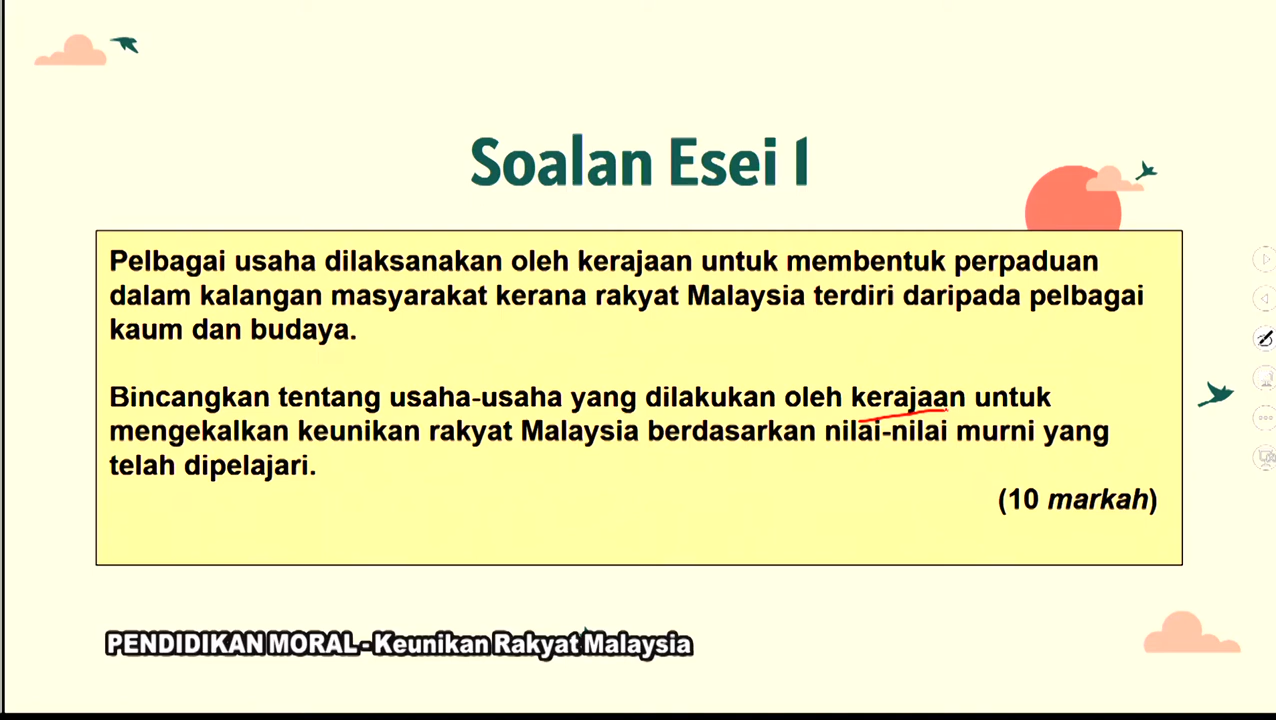 Soalan Esei 1
Pelbagai usaha dilaksanakan oleh kerajaan untuk membentuk perpaduan
dalam kalangan masyarakat kerana rakyat Malaysia terdiri daripada pelbagai
kaum dan budaya.
Bincangkan tentang usaha-usaha yang dilakukan oleh kerajaan untuk
mengekalkan keunikan rakyat Malaysia berdasarkan nilai-nilai murni yang
telah dipelajari.
(10 markah)
PENDIDIKAN MORAL - Keunikan Rakyat Malaysia